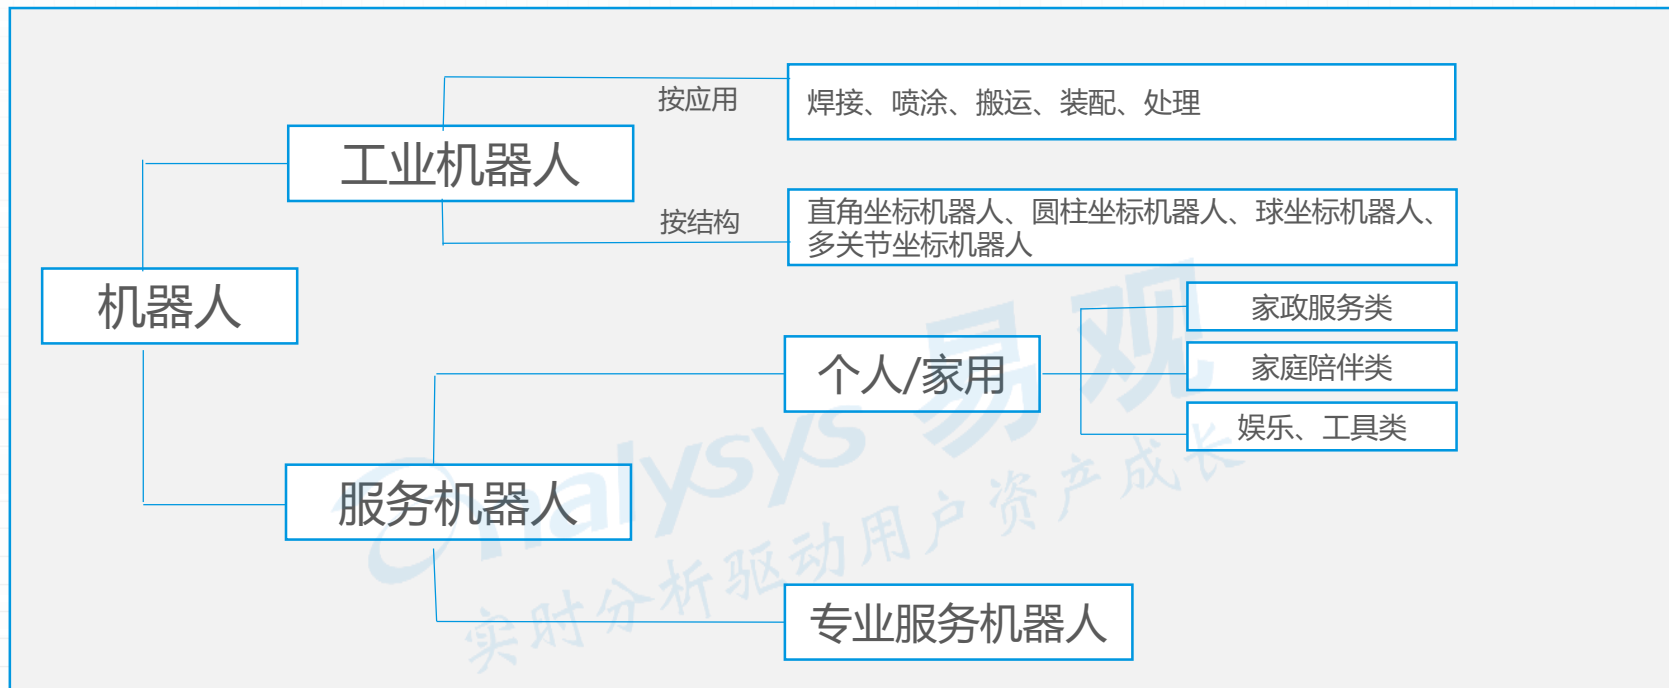 按应用
焊接、喷涂、搬运、装配、处理
工业机器人
按结构
直角坐标机器人、圆柱坐标机器人、球坐标机器人、
多关节坐标机器人
机器人
家政服务类
个人/家用
家庭陪伴类
娱乐、工具类
服务机器人
专业服务机器人
analysys 易观
实时分析驱动用户资产成长